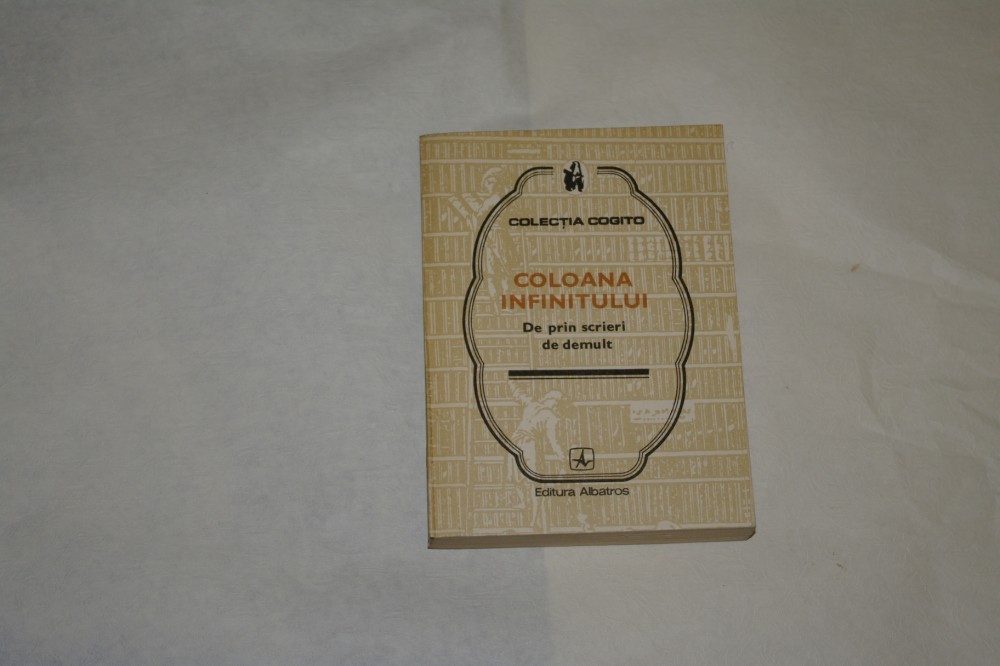 COLECȚIA COGITO
COLOANA
INFINITULUI
De prin scrieri
de demult
Editura Albatros